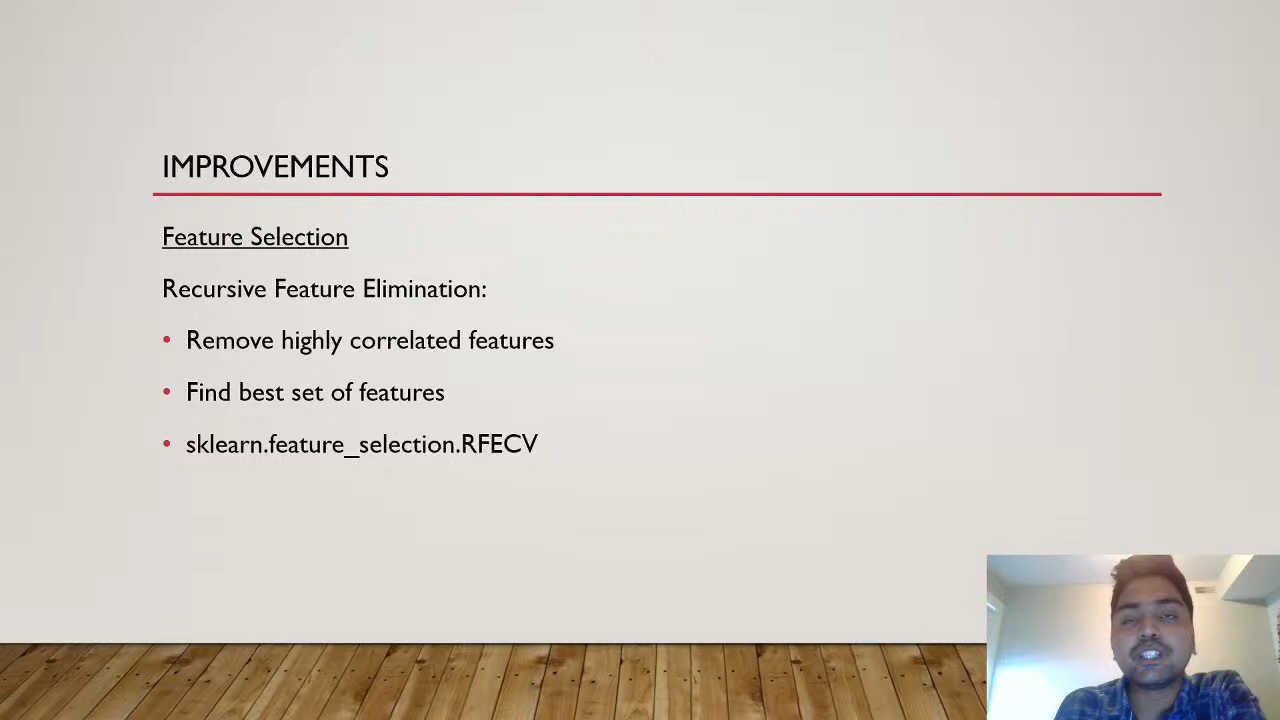 IMPROVEMENTS
Feature Selection
Recursive Feature Elimination:
• Remove highly correlated features
• Find best set of features
• sklearn.feature_selection.RFECV